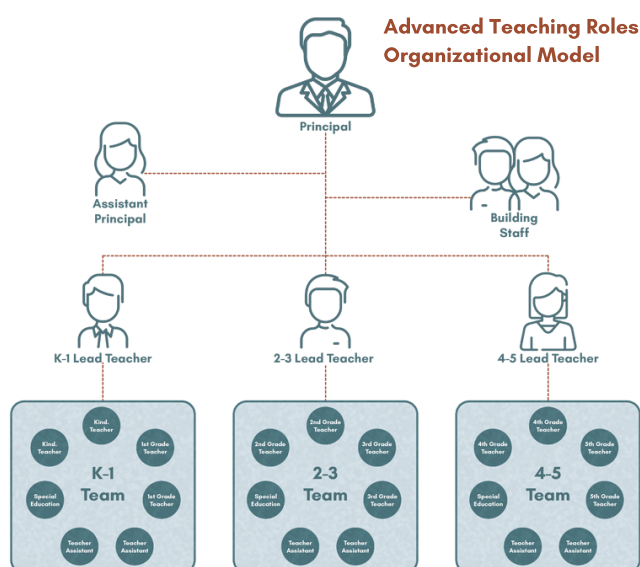 Advanced Teaching Roles
Organizational Model
Principal
Assistant
Principal
Building
Staff
K-1 Lead Teacher
2-3 Lead Teacher
4-5 Lead Teacher
Kind.
Teacher
Kind.
Teacher
1st Grade
Teacher
K-1
Team
Special
Education
1st Grade
Teacher
Teacher
Assistant
Teacher
Assistant
2nd Grade
Teacher
2nd Grade
Teacher
3rd Grade
Teacher
2-3
Team
Special
Education
3rd Grade
Teacher
Teacher
Assistant
Teacher
Assistant
4th Grade
Teacher
4th Grade
Teacher
5th Grade
Teacher
4-5
Team
Special
Education
5th Grade
Teacher
Teacher
Assistant
Teacher
Assistant